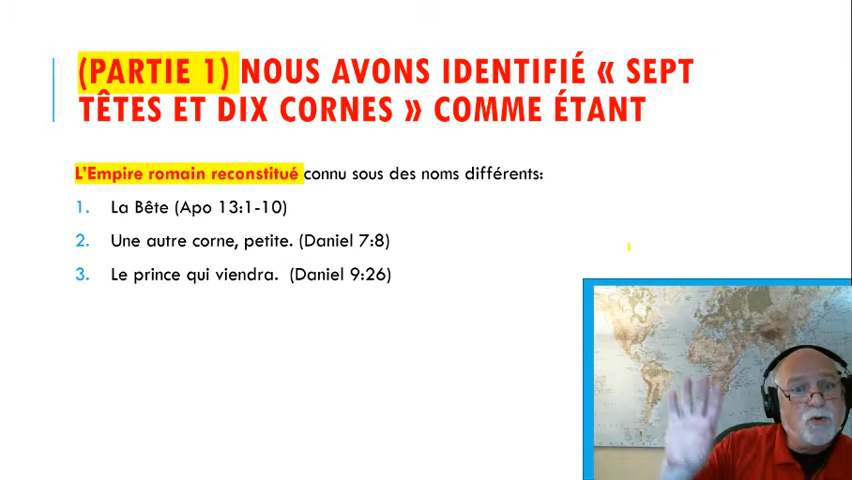 (PARTIE 1) NOUS AVONS IDENTIFIÉ « SEPT
TÊTES ET DIX CORNES » COMME ÉTANT
L'Empire romain reconstitué connu sous des noms différents:
1. La Bête (Apo 13:1-10)
2. Une autre corne, petite. (Daniel 7:8)
3. Le prince qui viendra. (Daniel 9:26)